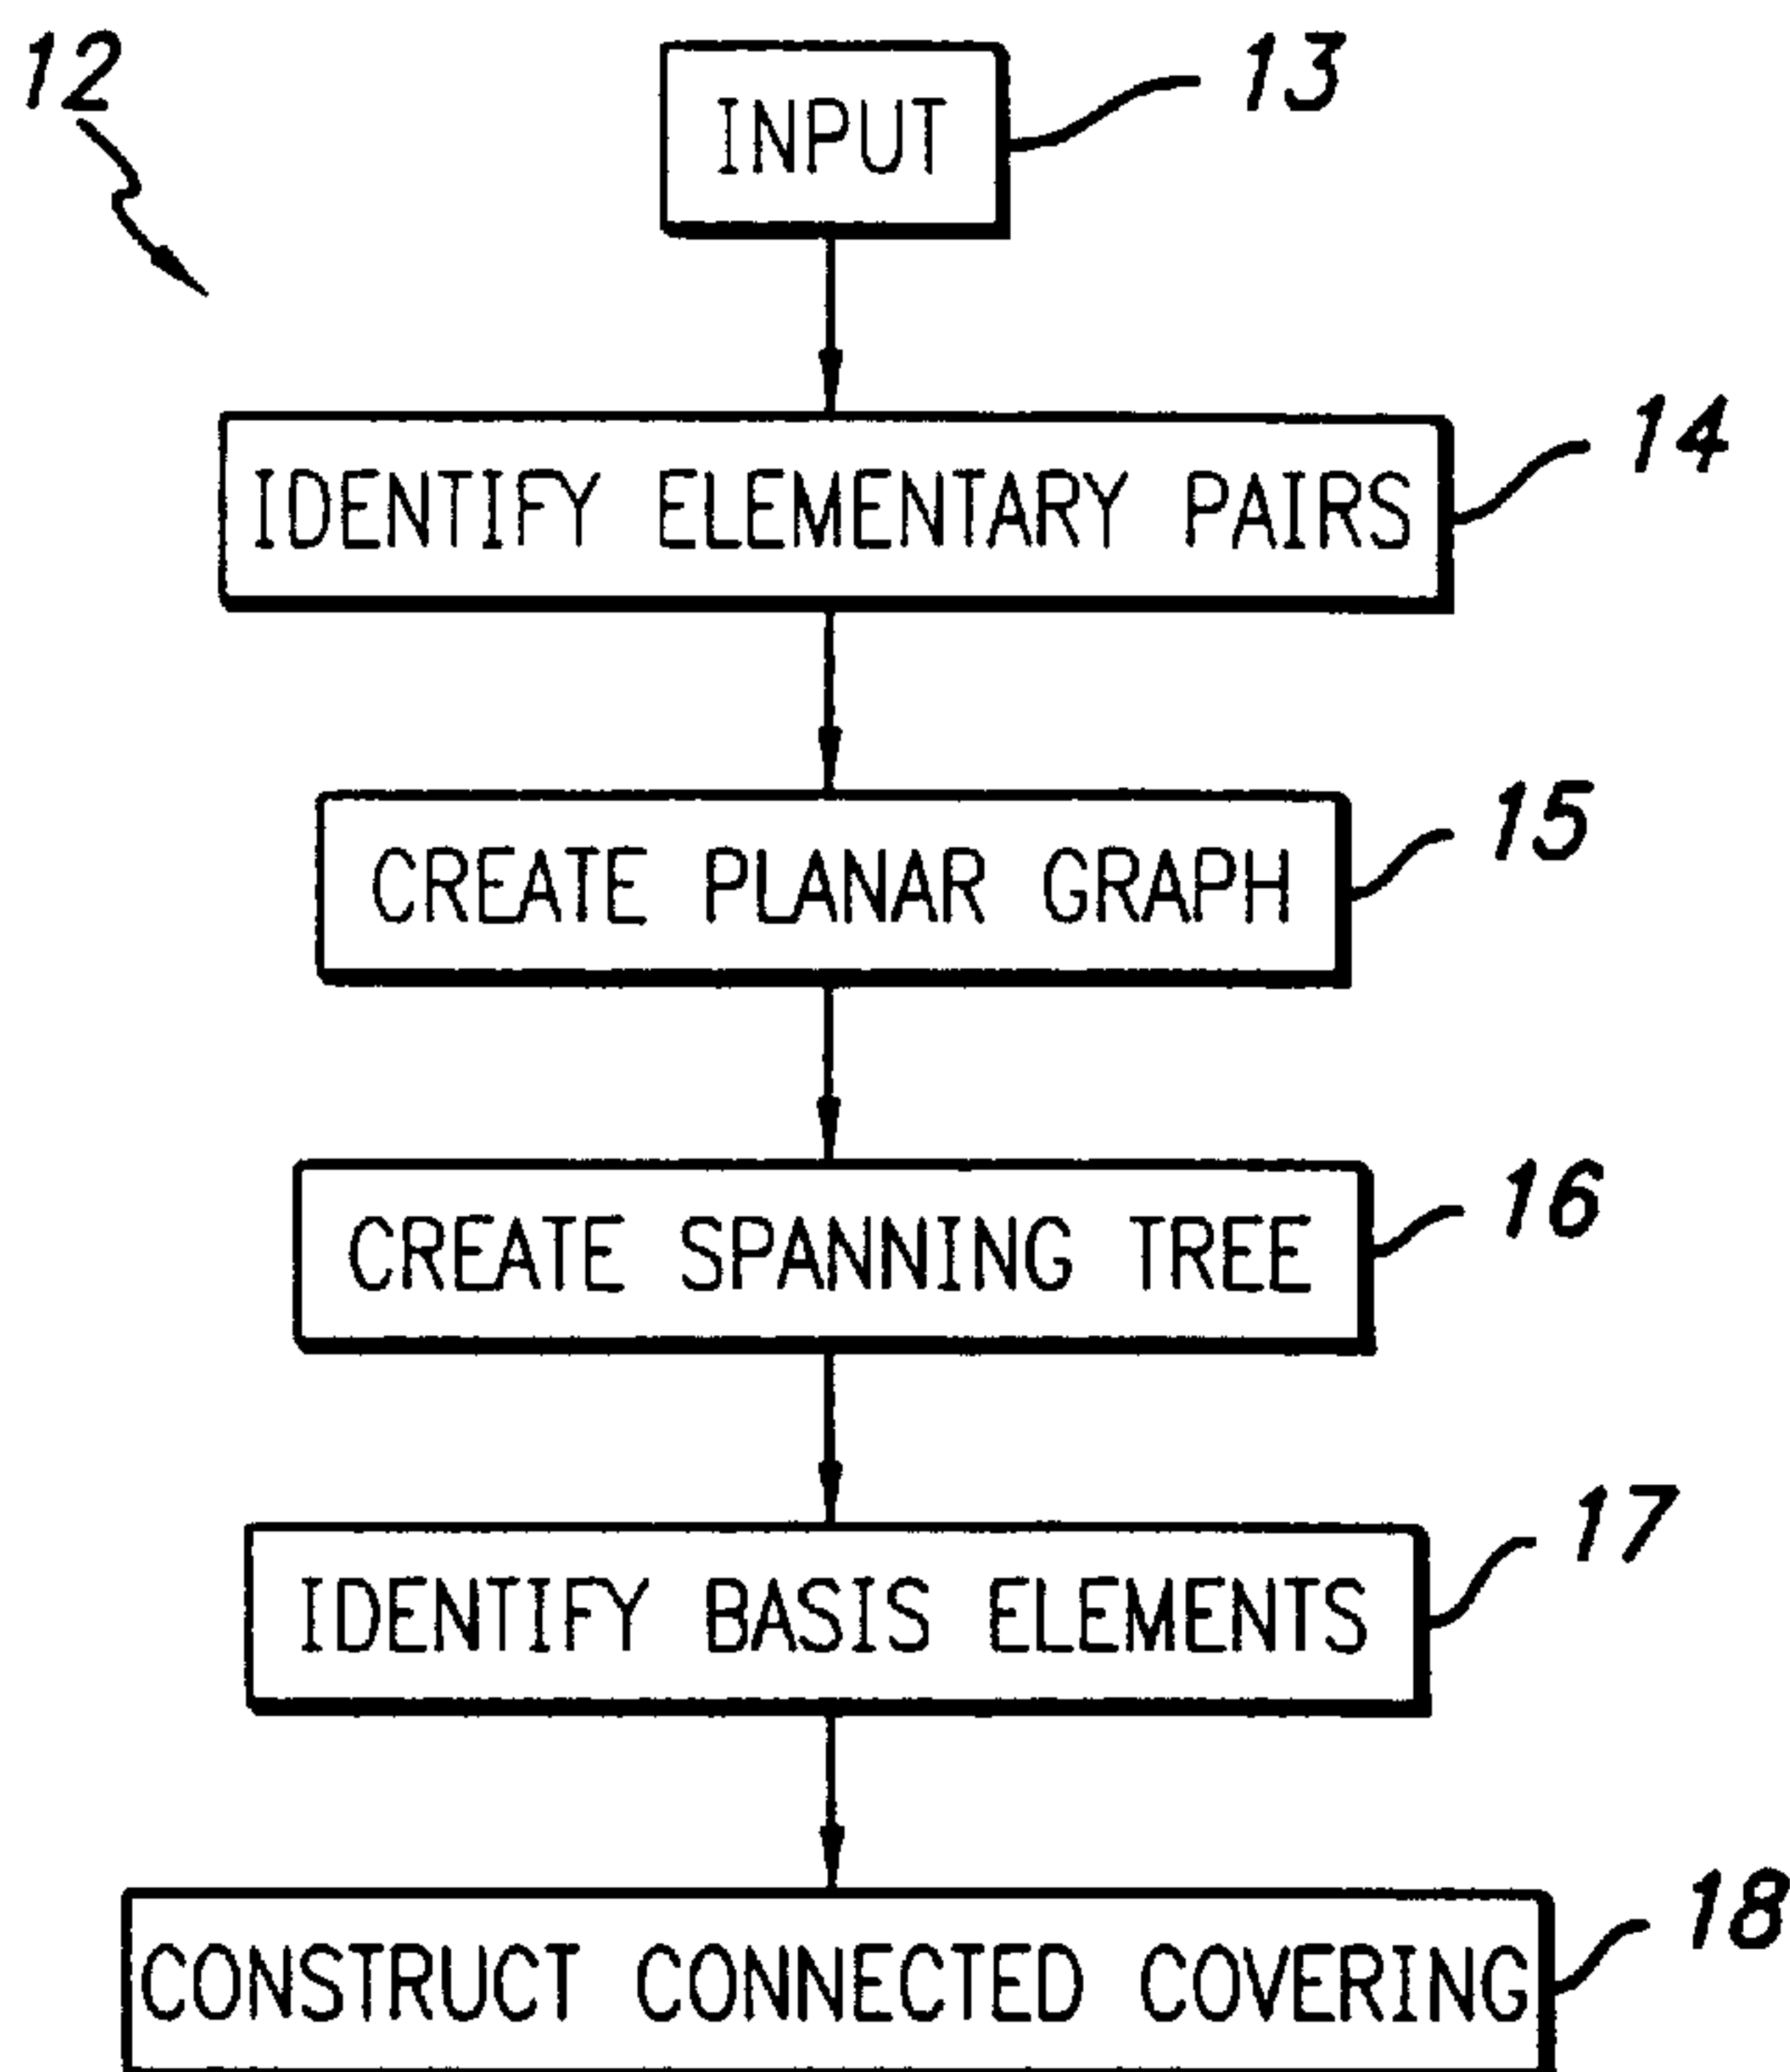 12
INPUT 13
IDENTIFY ELEMENTARY PAIRS 14
CREATE PLANAR GRAPH 15
CREATE SPANNING TREE 16
IDENTIFY BASIS ELEMENTS 17
CONSTRUCT CONNECTED COVERING 18